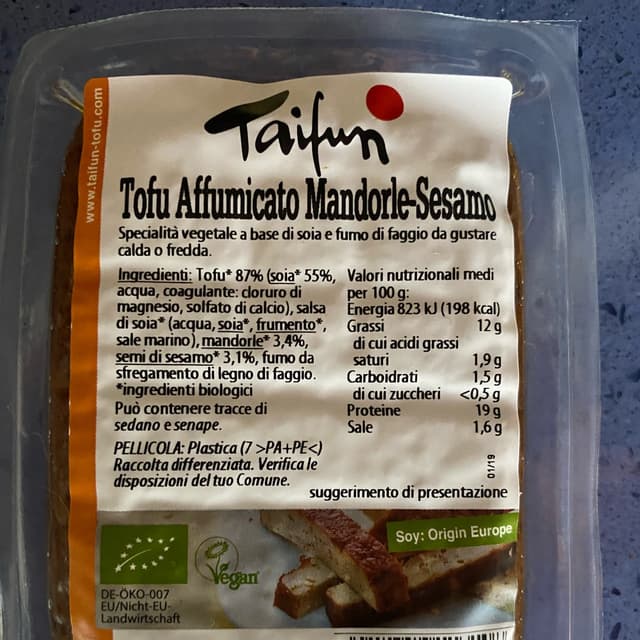 Taifun
www.taifun-tofu.com
Tofu Affumicato Mandorle-Sesamo
Specialità vegetale a base di soia e fumo di faggio da gustare
calda o fredda.
Ingredienti: Tofu* 87% (soia* 55%,
acqua, coagulante: cloruro di
magnesio, solfato di calcio), salsa
di soia* (acqua, soia*, frumento*,
sale marino), mandorle* 3,4%,
semi di sesamo* 3,1%, fumo da
sfregamento di legno di faggio.
*ingredienti biologici
Può contenere tracce di
sedano e senape.
PELLICOLA: Plastica (7 >PA+PE<)
Raccolta differenziata. Verifica le
disposizioni del tuo Comune.
Valori nutrizionali medi
per 100 g:
Energia 823 kJ (198 kcal)
Grassi 12 g
di cui acidi grassi
saturi 1,9 g
Carboidrati 1,5 g
di cui zuccheri <0,5 g
Proteine 19 g
Sale 1,6 g
01/19
suggerimento di presentazione
Soy: Origin Europe
Vegan
DE-ÖKO-007
EU/Nicht-EU-
Landwirtschaft